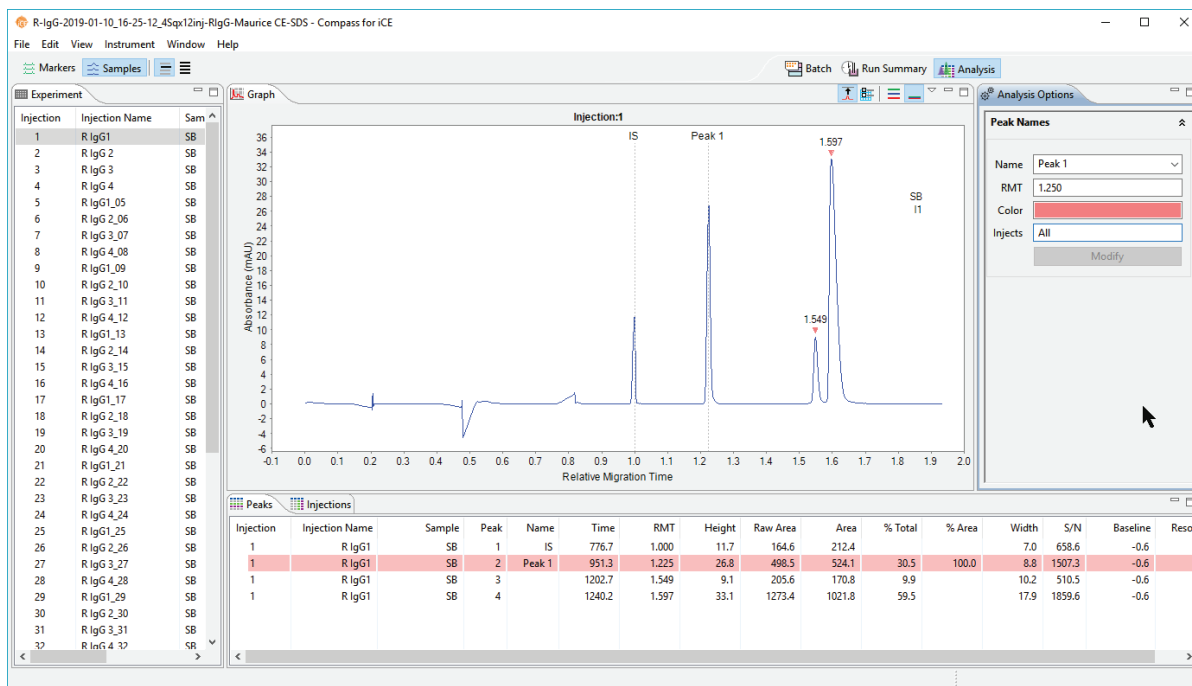 R-IgG-2019-01-10_16-25-12_4Sqx12inj-RIgG-Maurice CE-SDS - Compass for iCE
File Edit View Instrument Window Help
Markers Samples Batch Run Summary Analysis
Experiment
Injection Injection Name Sam
1 R IgG1 SB
2 R IgG 2 SB
3 R IgG 3 SB
4 R IgG 4 SB
5 R IgG1_05 SB
6 R IgG 2_06 SB
7 R IgG 3_07 SB
8 R IgG 4_08 SB
9 R IgG1_09 SB
10 R IgG 2_10 SB
11 R IgG 3_11 SB
12 R IgG 4_12 SB
13 R IgG1_13 SB
14 R IgG 2_14 SB
15 R IgG 3_15 SB
16 R IgG 4_16 SB
17 R IgG1_17 SB
18 R IgG 2_18 SB
19 R IgG 3_19 SB
20 R IgG 4_20 SB
21 R IgG1_21 SB
22 R IgG 2_22 SB
23 R IgG 3_23 SB
24 R IgG 4_24 SB
25 R IgG1_25 SB
26 R IgG 2_26 SB
27 R IgG 3_27 SB
28 R IgG 4_28 SB
29 R IgG1_29 SB
30 R IgG 2_30 SB
31 R IgG 3_31 SB
32 R IgG 4_32 SB
Graph
Injection:1
IS Peak 1
1.597
1.549
SB
I1
Absorbance (mAU)
36
34
32
30
28
26
24
22
20
18
16
14
12
10
8
6
4
2
0
-2
-4
-6
-0.1 0.0 0.1 0.2 0.3 0.4 0.5 0.6 0.7 0.8 0.9 1.0 1.1 1.2 1.3 1.4 1.5 1.6 1.7 1.8 1.9 2.0
Relative Migration Time
Analysis Options
Peak Names
Name Peak 1
RMT 1.250
Color
Injects All
Modify
Peaks Injections
Injection Injection Name Sample Peak Name Time RMT Height Raw Area Area % Total % Area Width S/N Baseline Reso
1 R IgG1 SB 1 IS 776.7 1.000 11.7 164.6 212.4 7.0 658.6 -0.6
1 R IgG1 SB 2 Peak 1 951.3 1.225 26.8 498.5 524.1 30.5 100.0 8.8 1507.3 -0.6
1 R IgG1 SB 3 1202.7 1.549 9.1 205.6 170.8 9.9 10.2 510.5 -0.6
1 R IgG1 SB 4 1240.2 1.597 33.1 1273.4 1021.8 59.5 17.9 1859.6 -0.6